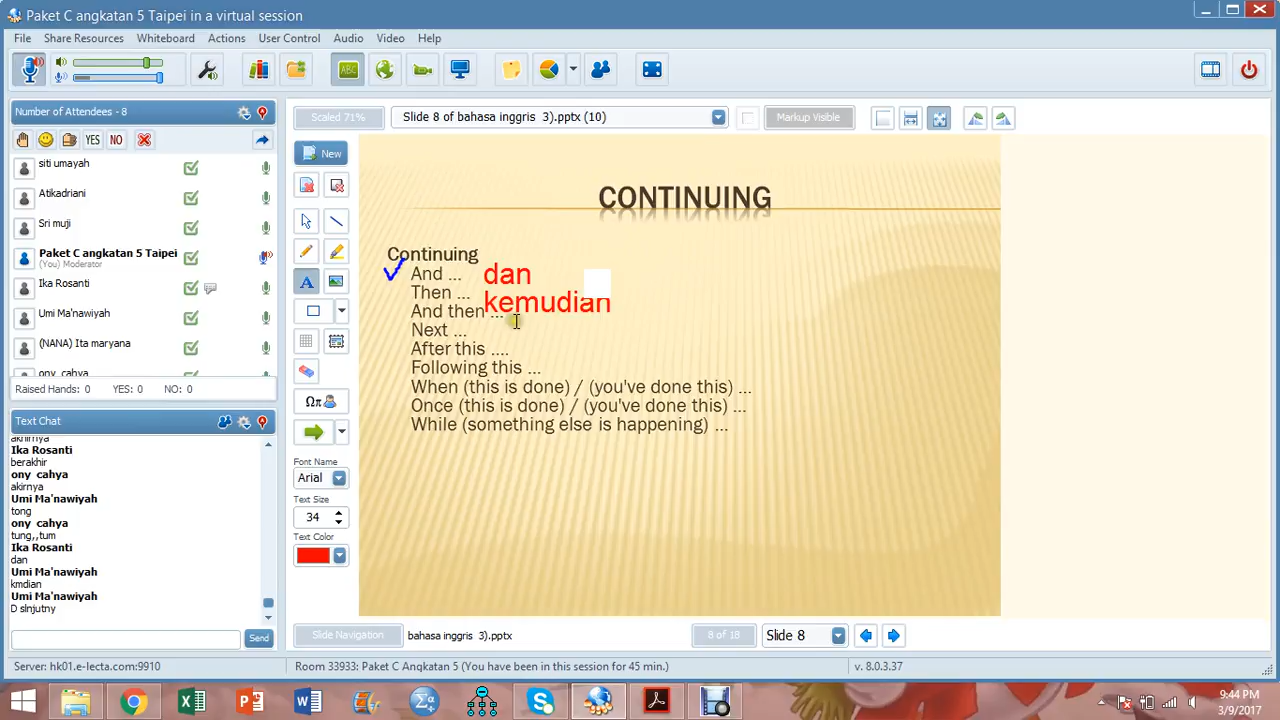 Paket C angkatan 5 Taipei in a virtual session
File Share Resources Whiteboard Actions User Control Audio Video Help
ABC
Number of Attendees - 8
YES NO
siti umayah
Atikadriani
Sri muji
Paket C angkatan 5 Taipei
(You) Moderator
Ika Rosanti
Umi Ma'nawiyah
(NANA) Ita maryana
ony cahya
Raised Hands: 0 YES: 0 NO: 0
Text Chat
akhirnya
Ika Rosanti
berakhir
ony cahya
akirnya
Umi Ma'nawiyah
tong
ony cahya
tung,,tum
Ika Rosanti
dan
Umi Ma'nawiyah
kmdian
Umi Ma'nawiyah
D slnjutny
Send
Scaled 71% Slide 8 of bahasa inggris 3).pptx (10) Markup Visible
New
A
Ωπ
Font Name
Arial
Text Size
34
Text Color
CONTINUING
Continuing
And ... dan
Then ... kemudian
And then ...
Next ...
After this ....
Following this ...
When (this is done) / (you've done this) ...
Once (this is done) / (you've done this) ...
While (something else is happening) ...
Slide Navigation bahasa inggris 3).pptx 8 of 18 Slide 8
Server: hk01.e-lecta.com:9910 Room 33933: Paket C Angkatan 5 (You have been in this session for 45 min.) v. 8.0.3.37
9:44 PM
3/9/2017